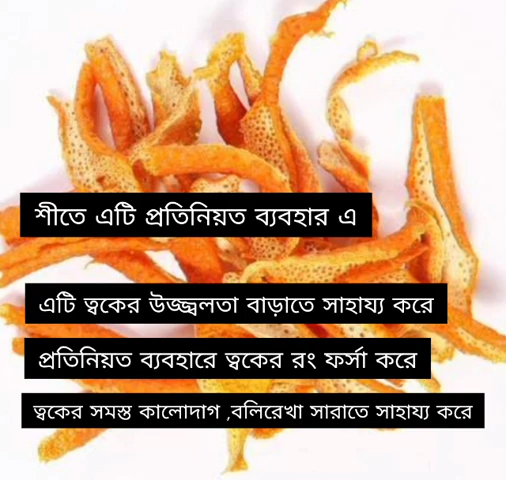 শীতে এটি প্রতিনিয়ত ব্যবহার এ
এটি ত্বকের উজ্জ্বলতা বাড়াতে সাহায্য করে
প্রতিনিয়ত ব্যবহারে ত্বকের রং ফর্সা করে
ত্বকের সমস্ত কালোদাগ ,বলিরেখা সারাতে সাহায্য করে